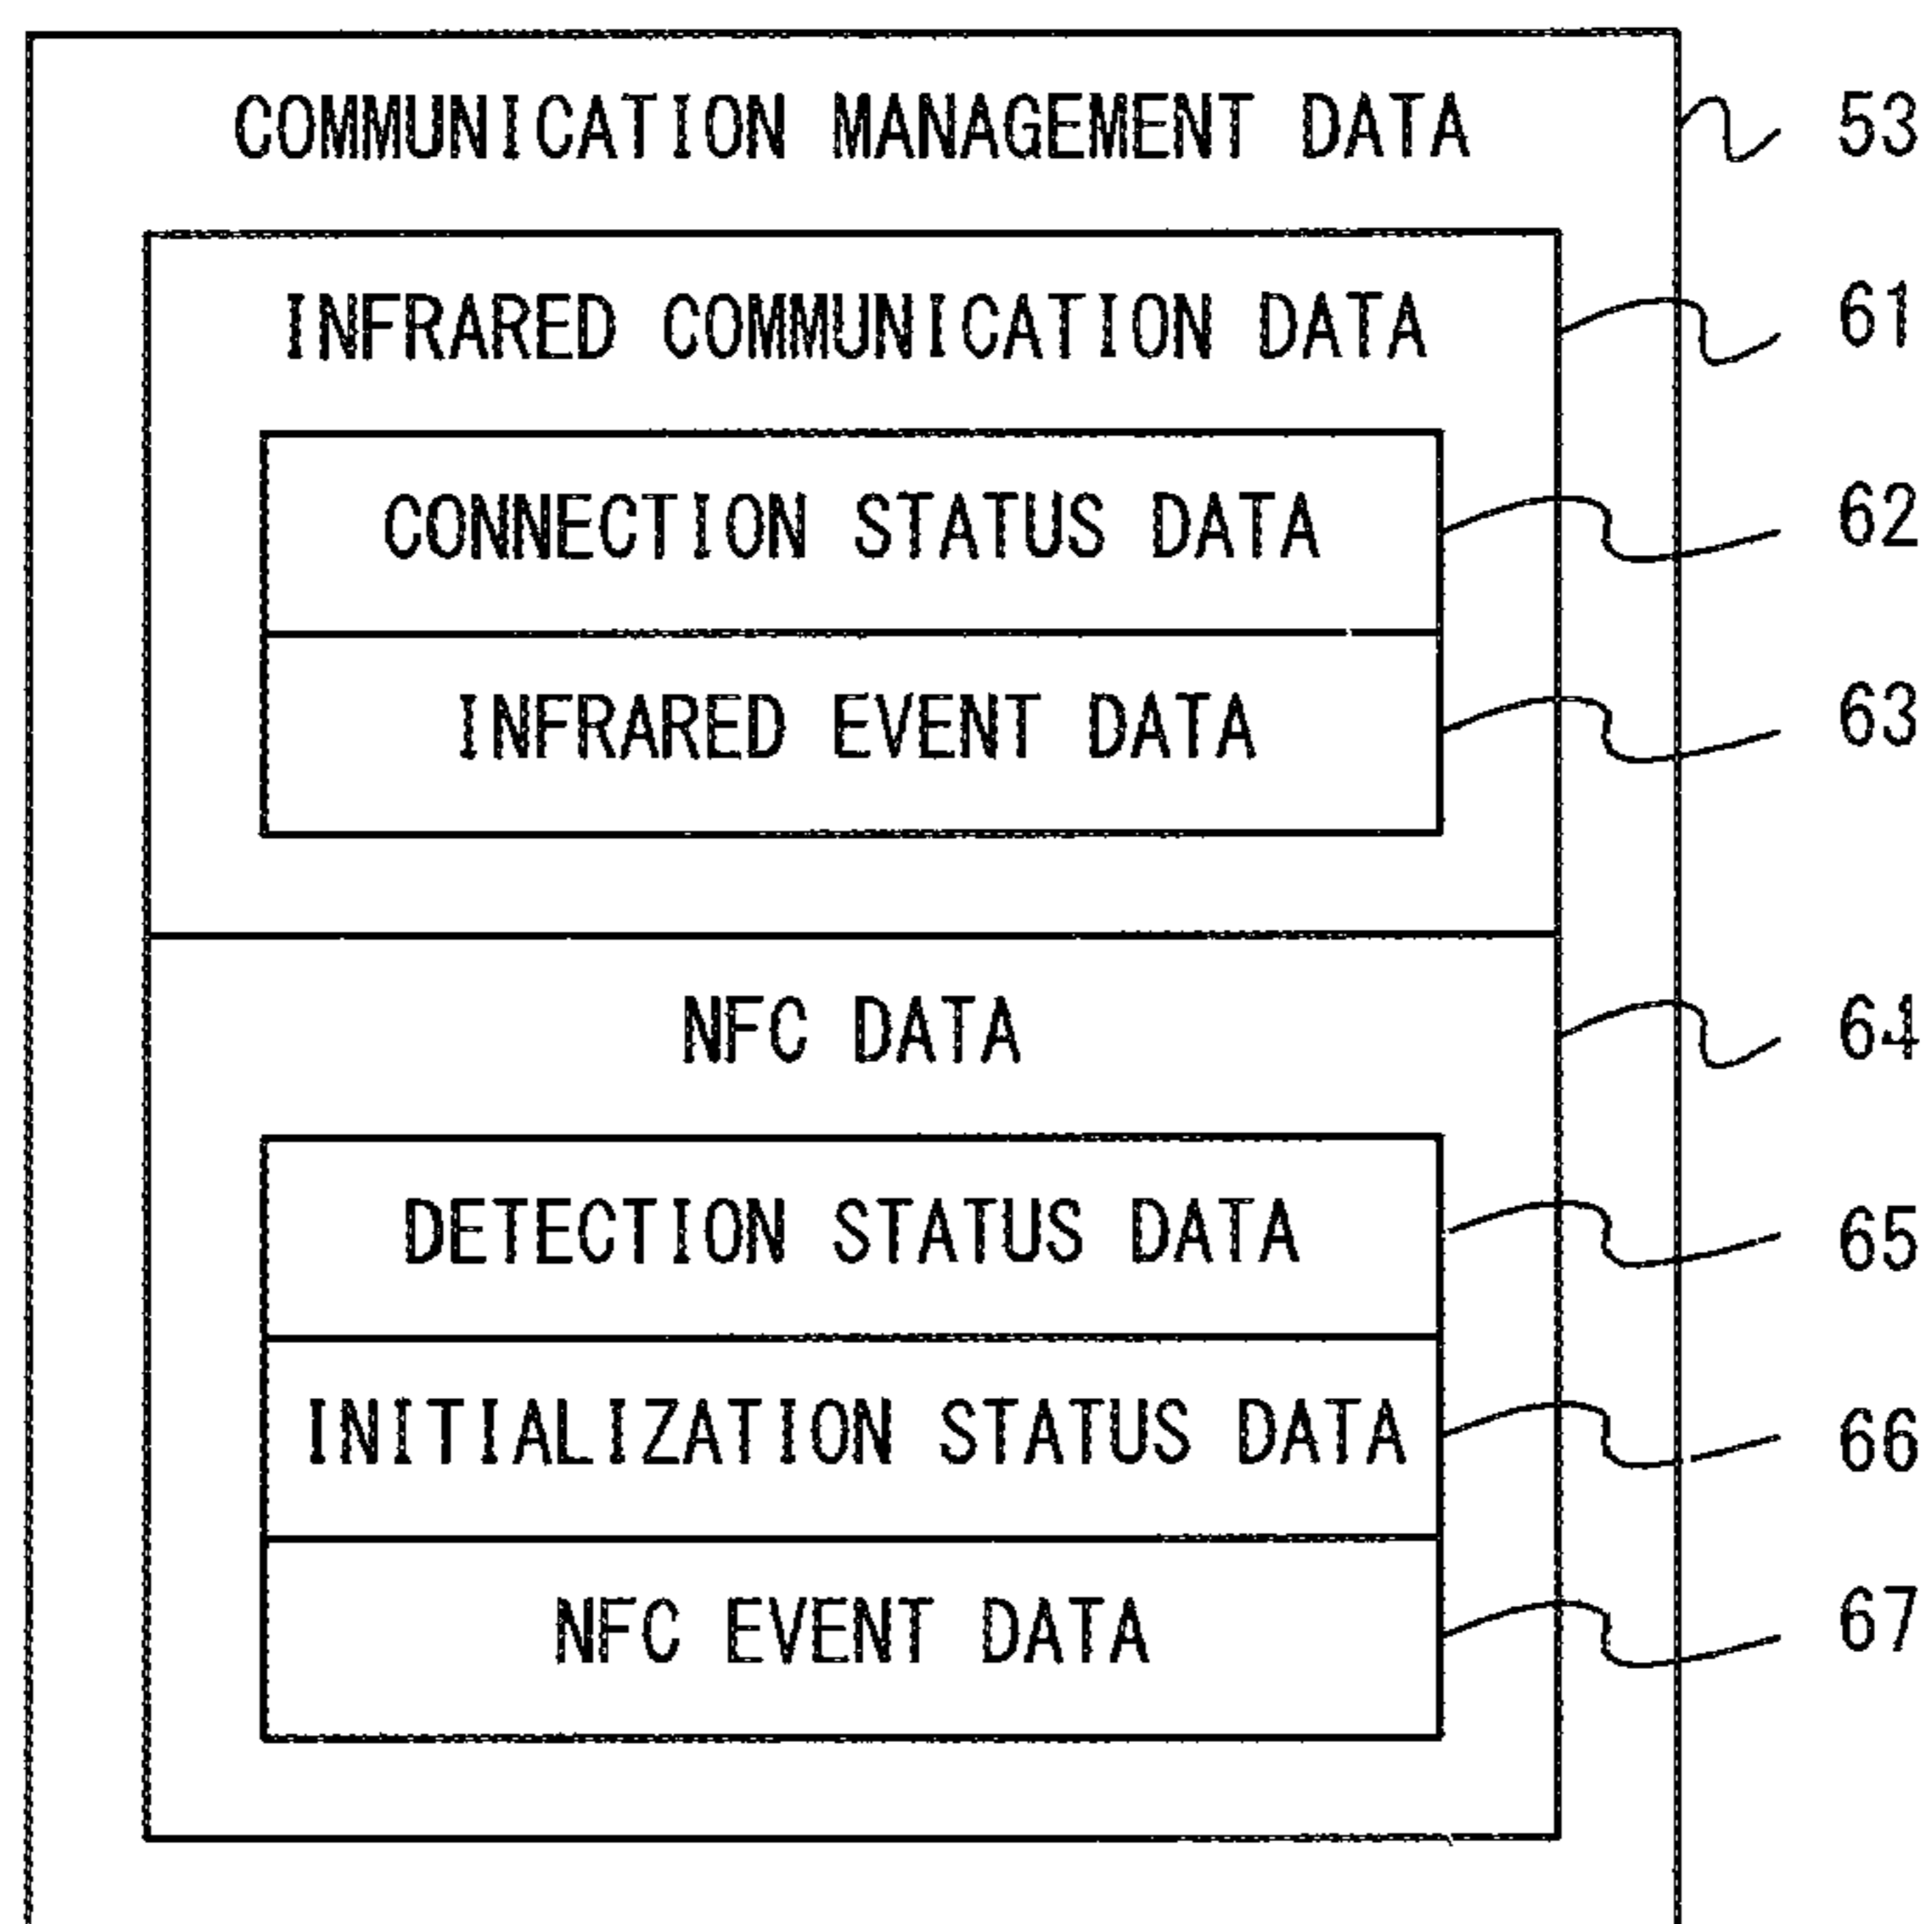 COMMUNICATION MANAGEMENT DATA 53
INFRARED COMMUNICATION DATA 61
CONNECTION STATUS DATA 62
INFRARED EVENT DATA 63
NFC DATA 64
DETECTION STATUS DATA 65
INITIALIZATION STATUS DATA 66
NFC EVENT DATA 67